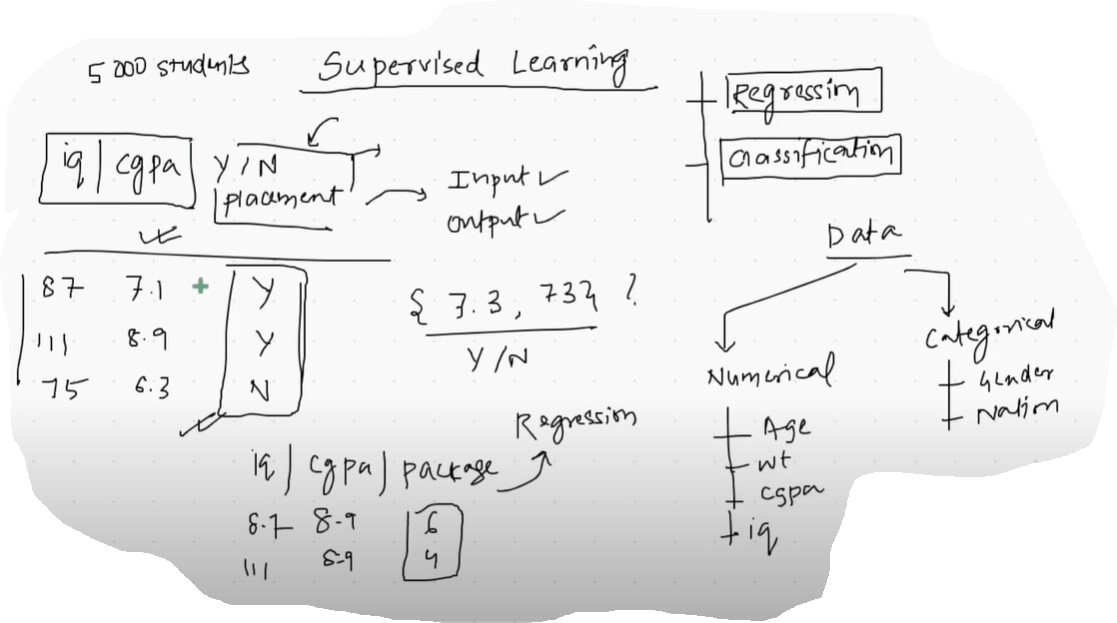 5000 students
Supervised Learning
Regression
Classification
iq | cgpa Y/N
placement
Input
output
87 7.1 Y
111 8.9 Y
75 6.3 N
{ 7.3, 73} ?
Y/N
Data
Numerical
Age
wt
cgpa
iq
Categorical
Gender
Nation
Regression
iq | cgpa | package
8.9 6
111 8.9 4